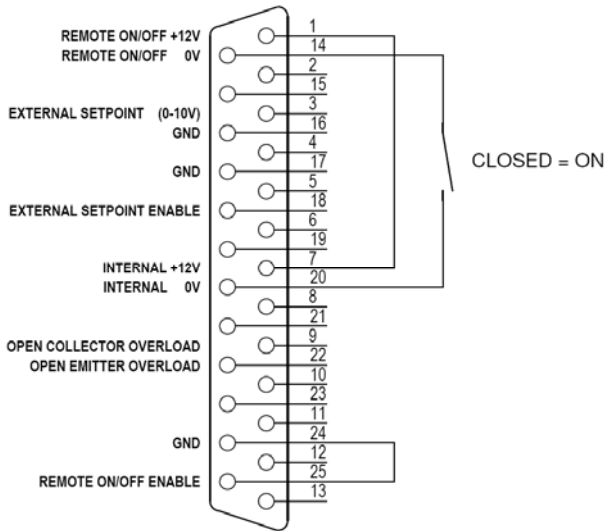 REMOTE ON/OFF +12V 1
REMOTE ON/OFF 0V 14
2
15
EXTERNAL SETPOINT (0-10V) 3
GND 16
4
GND 17
5
EXTERNAL SETPOINT ENABLE 18
6
19
INTERNAL +12V 7
INTERNAL 0V 20
8
21
OPEN COLLECTOR OVERLOAD 9
OPEN EMITTER OVERLOAD 22
10
23
11
GND 24
12
REMOTE ON/OFF ENABLE 25
13
CLOSED = ON